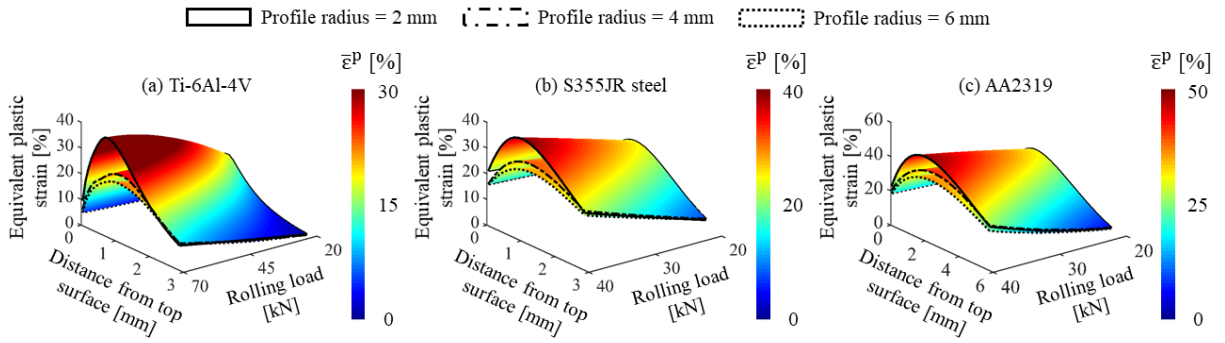 Profile radius = 2 mm Profile radius = 4 mm Profile radius = 6 mm
(a) Ti-6Al-4V
ε̅ᵖ [%]
30
15
0
Equivalent plastic
strain [%]
40
30
20
10
0
0
1
2
3
Distance from top
surface [mm]
70
45
20
Rolling load
[kN]
(b) S355JR steel
ε̅ᵖ [%]
40
20
0
Equivalent plastic
strain [%]
40
30
20
10
0
0
1
2
3
Distance from top
surface [mm]
40
30
20
Rolling load
[kN]
(c) AA2319
ε̅ᵖ [%]
50
25
0
Equivalent plastic
strain [%]
60
40
20
0
0
2
4
6
Distance from top
surface [mm]
40
30
20
Rolling load
[kN]